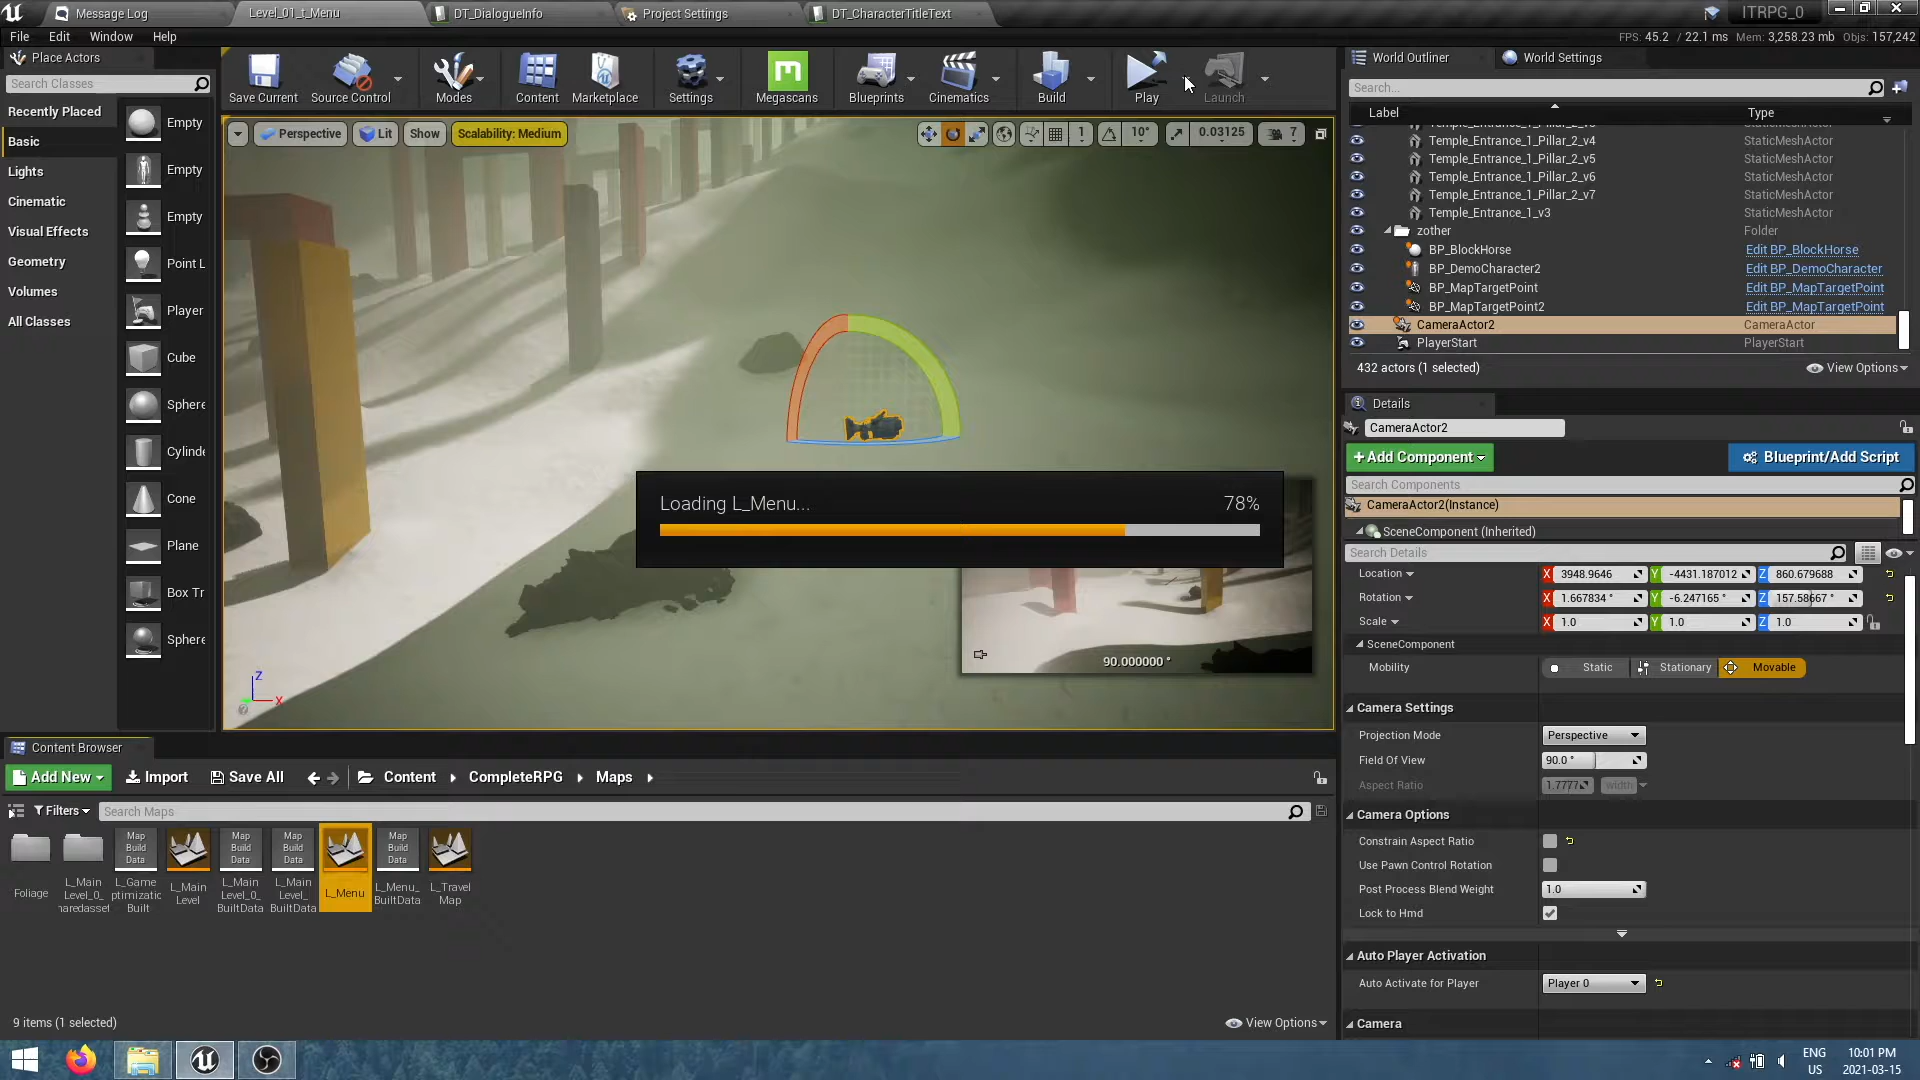 Message Log
Level_01_t_Menu
DT_DialogueInfo
Project Settings
DT_CharacterTitleText
ITRPG_0
File Edit Window Help
FPS: 45.2 / 22.1 ms Mem: 3,258.23 mb Objs: 157,242
Place Actors
Search Classes
Recently Placed
Basic
Lights
Cinematic
Visual Effects
Geometry
Volumes
All Classes
Empty
Empty
Empty
Point L
Player
Cube
Sphere
Cylinde
Cone
Plane
Box Tr
Sphere
Save Current
Source Control
Modes
Content
Marketplace
Settings
Megascans
Blueprints
Cinematics
Build
Play
Launch
Perspective
Lit
Show
Scalability: Medium
1
10°
0.03125
7
Loading L_Menu... 78%
90.000000 °
Z
X
World Outliner
World Settings
Search...
Label Type
Temple_Entrance_1_Pillar_2_v4 StaticMeshActor
Temple_Entrance_1_Pillar_2_v5 StaticMeshActor
Temple_Entrance_1_Pillar_2_v6 StaticMeshActor
Temple_Entrance_1_Pillar_2_v7 StaticMeshActor
Temple_Entrance_1_v3 StaticMeshActor
zother Folder
BP_BlockHorse Edit BP_BlockHorse
BP_DemoCharacter2 Edit BP_DemoCharacter
BP_MapTargetPoint Edit BP_MapTargetPoint
BP_MapTargetPoint2 Edit BP_MapTargetPoint
CameraActor2 CameraActor
PlayerStart PlayerStart
432 actors (1 selected) View Options
Details
CameraActor2
+Add Component
Blueprint/Add Script
Search Components
CameraActor2(Instance)
SceneComponent (Inherited)
Search Details
Location X 3948.9646 Y -4431.187012 Z 860.679688
Rotation X 1.667834 ° Y -6.247165 ° Z 157.58667 °
Scale X 1.0 Y 1.0 Z 1.0
SceneComponent
Mobility Static Stationary Movable
Camera Settings
Projection Mode Perspective
Field Of View 90.0 °
Aspect Ratio 1.7777 width
Camera Options
Constrain Aspect Ratio
Use Pawn Control Rotation
Post Process Blend Weight 1.0
Lock to Hmd
Auto Player Activation
Auto Activate for Player Player 0
Camera
Content Browser
Add New
Import
Save All
Content
CompleteRPG
Maps
Filters
Search Maps
Map
Build
Data
Map
Build
Data
Map
Build
Data
Map
Build
Data
Foliage
L_Main
Level_0_
haredasset
L_Game
ptimizatic
Built
L_Main
Level
L_Main
Level_0_
BuiltData
L_Main
Level_
BuiltData
L_Menu
L_Menu_
BuiltData
L_Travel
Map
9 items (1 selected)
View Options
ENG
US
10:01 PM
2021-03-15